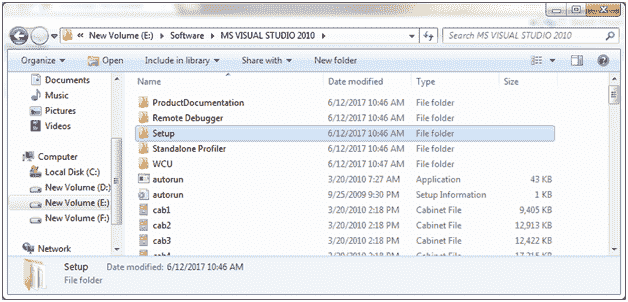 New Volume (E:) Software MS VISUAL STUDIO 2010 Search MS VISUAL STUDIO 2010
Organize Open Include in library Share with New folder
Documents
Music
Pictures
Videos
Computer
Local Disk (C:)
New Volume (D:)
New Volume (E:)
New Volume (F:)
Network
Name Date modified Type Size
ProductDocumentation 6/12/2017 10:46 AM File folder
Remote Debugger 6/12/2017 10:46 AM File folder
Setup 6/12/2017 10:46 AM File folder
Standalone Profiler 6/12/2017 10:46 AM File folder
WCU 6/12/2017 10:47 AM File folder
autorun 3/20/2010 7:27 AM Application 43 KB
autorun 9/25/2009 9:30 PM Setup Information 1 KB
cab1 3/20/2010 2:18 PM Cabinet File 9,405 KB
cab2 3/20/2010 2:18 PM Cabinet File 12,913 KB
cab3 3/20/2010 2:18 PM Cabinet File 12,422 KB
Setup Date modified: 6/12/2017 10:46 AM
File folder